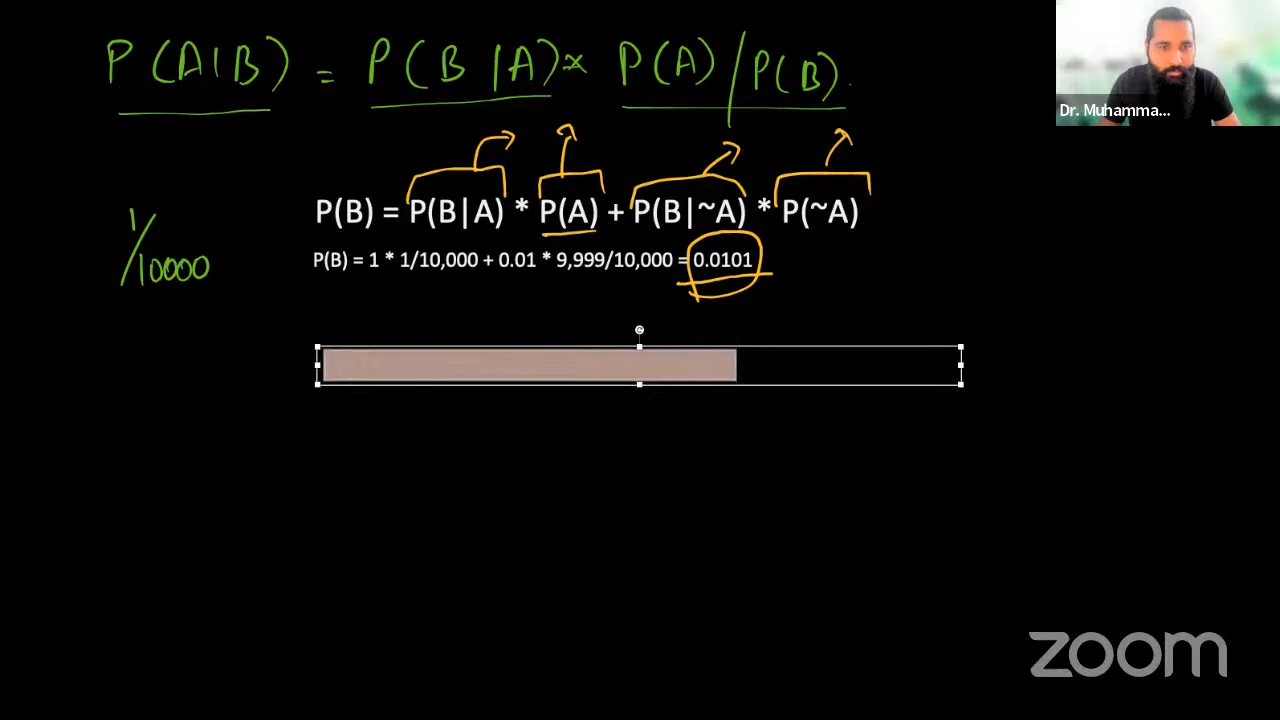 P(A|B) = P(B|A) × P(A)/P(B).
Dr. Muhamma...
P(B) = P(B|A) * P(A) + P(B|~A) * P(~A)
1/10000
P(B) = 1 * 1/10,000 + 0.01 * 9,999/10,000 = 0.0101
zoom